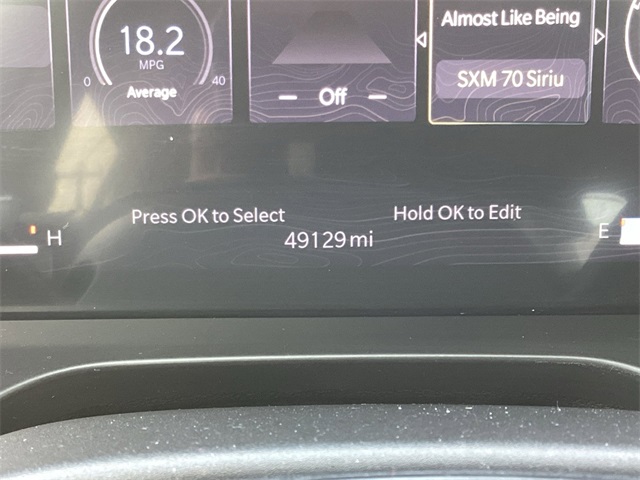 18.2
MPG
0
40
Average
Off
Almost Like Being
SXM 70 Siriu
H
Press OK to Select
49129 mi
Hold OK to Edit
E